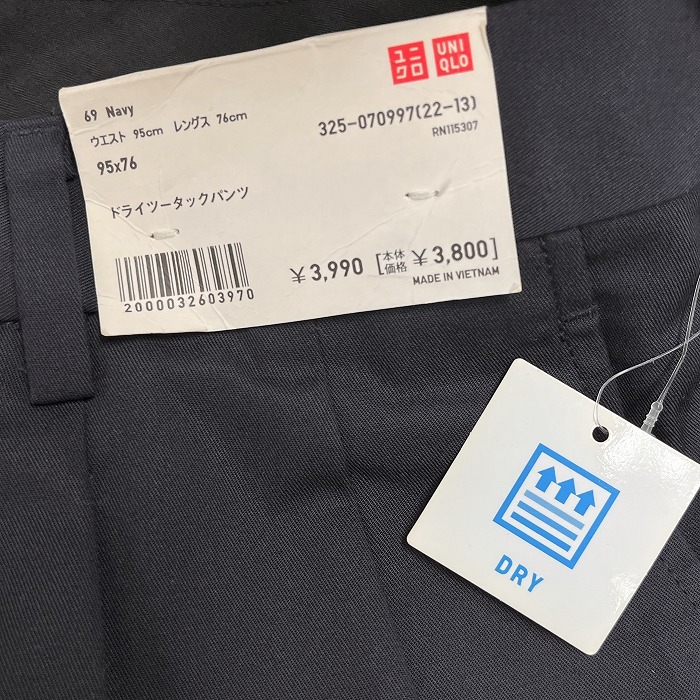 ユニクロ
UNIQLO
69 Navy
ウエスト 95cm レングス 76cm
95x76
325-070997(22-13)
RN115307
ドライツータックパンツ
2000032603970
¥3,990 [本体価格 ¥3,800]
MADE IN VIETNAM
DRY